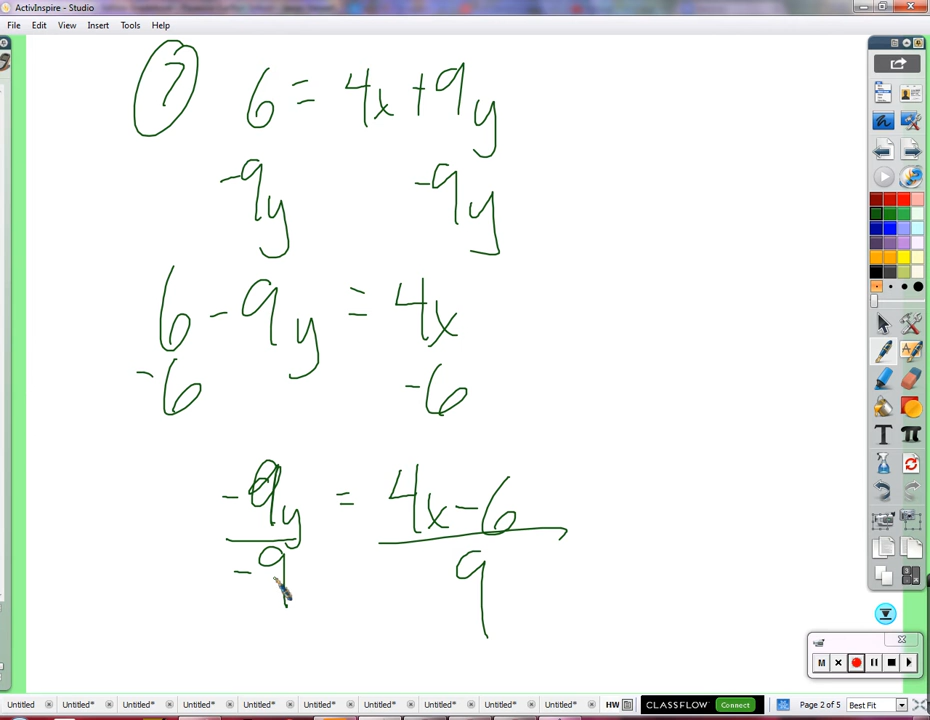 ActivInspire - Studio
File Edit View Insert Tools Help
7 6 = 4x + 9y
-9y -9y
6 - 9y = 4x
-6 -6
-9y = 4x - 6
-9 9
M
Untitled Untitled* Untitled* Untitled* Untitled* Untitled* Untitled* Untitled* Untitled* Untitled* HW CLASSFLOW Connect Page 2 of 5 Best Fit